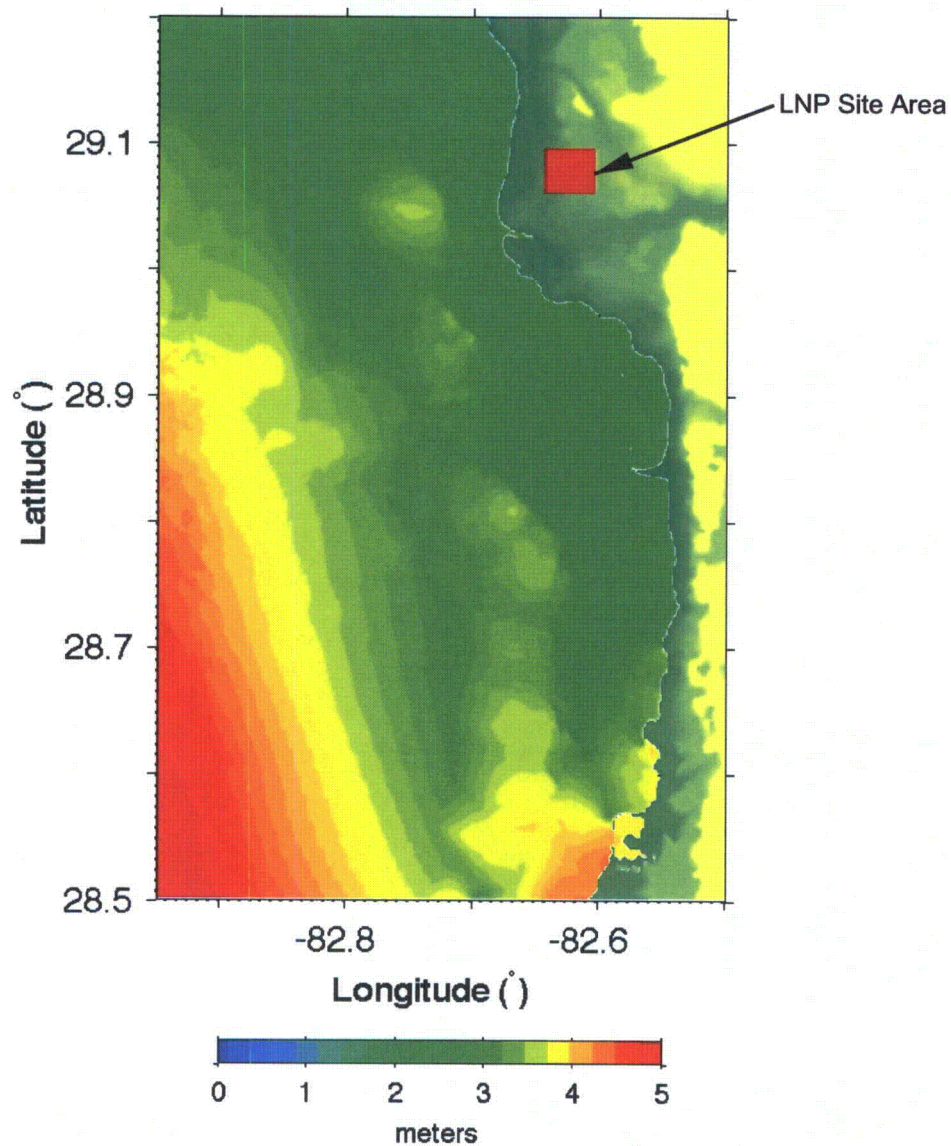 LNP Site Area
29.1
28.9
28.7
28.5
Latitude (°)
-82.8
-82.6
Longitude (°)
0 1 2 3 4 5
meters